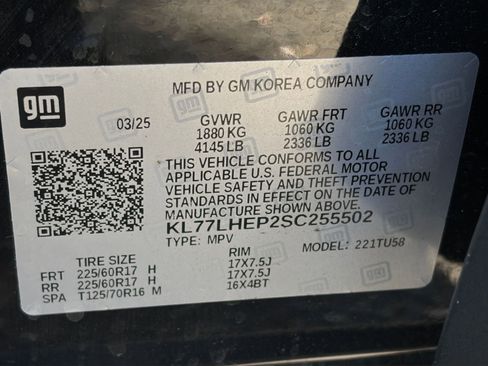 gm
MFD BY GM KOREA COMPANY
03/25 GVWR GAWR FRT GAWR RR
1880 KG 1060 KG 1060 KG
4145 LB 2336 LB 2336 LB
THIS VEHICLE CONFORMS TO ALL
APPLICABLE U.S. FEDERAL MOTOR
VEHICLE SAFETY AND THEFT PREVENTION
STANDARDS IN EFFECT ON THE DATE OF
MANUFACTURE SHOWN ABOVE.
KL77LHEP2SC255502
TYPE: MPV MODEL: 221TU58
TIRE SIZE RIM
FRT 225/60R17 H 17X7.5J
RR 225/60R17 H 17X7.5J
SPA T125/70R16 M 16X4BT